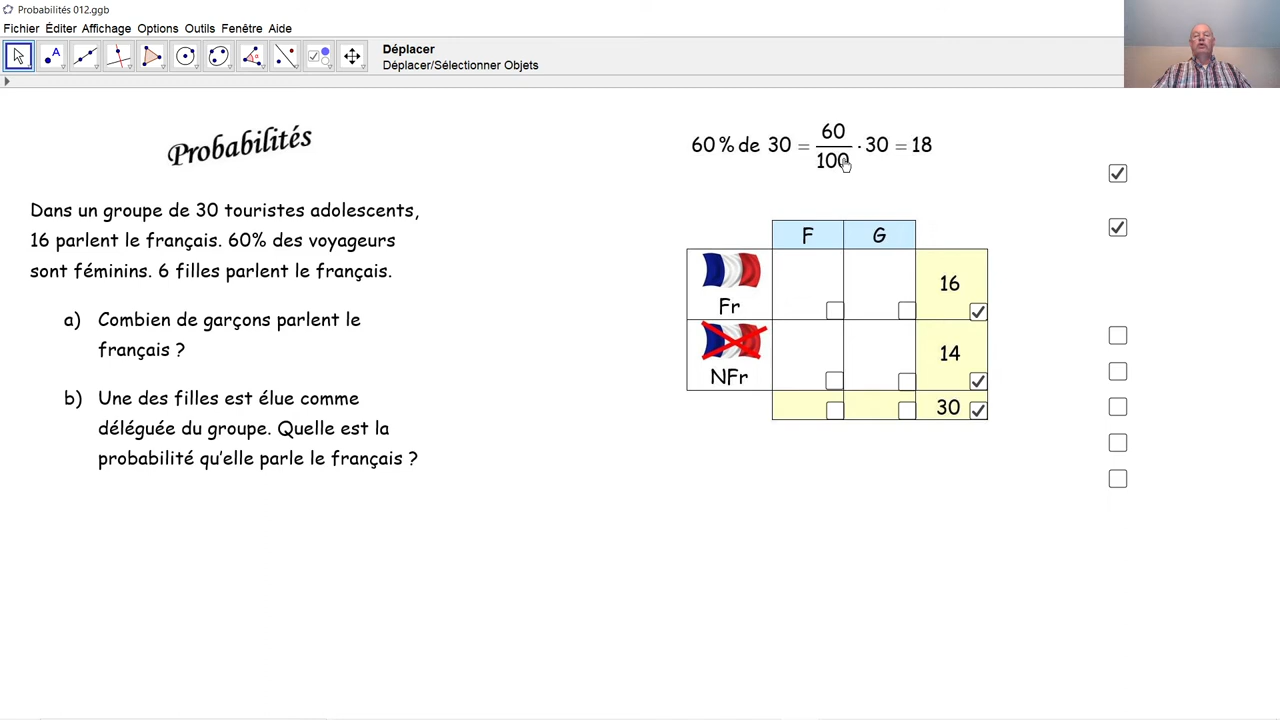 Probabilités 012.ggb
Fichier Éditer Affichage Options Outils Fenêtre Aide
A
Déplacer
Déplacer/Sélectionner Objets
Probabilités
Dans un groupe de 30 touristes adolescents,
16 parlent le français. 60% des voyageurs
sont féminins. 6 filles parlent le français.
a) Combien de garçons parlent le
français ?
b) Une des filles est élue comme
déléguée du groupe. Quelle est la
probabilité qu'elle parle le français ?
60 % de 30 = 60/100 · 30 = 18
F G
Fr 16
NFr 14
30